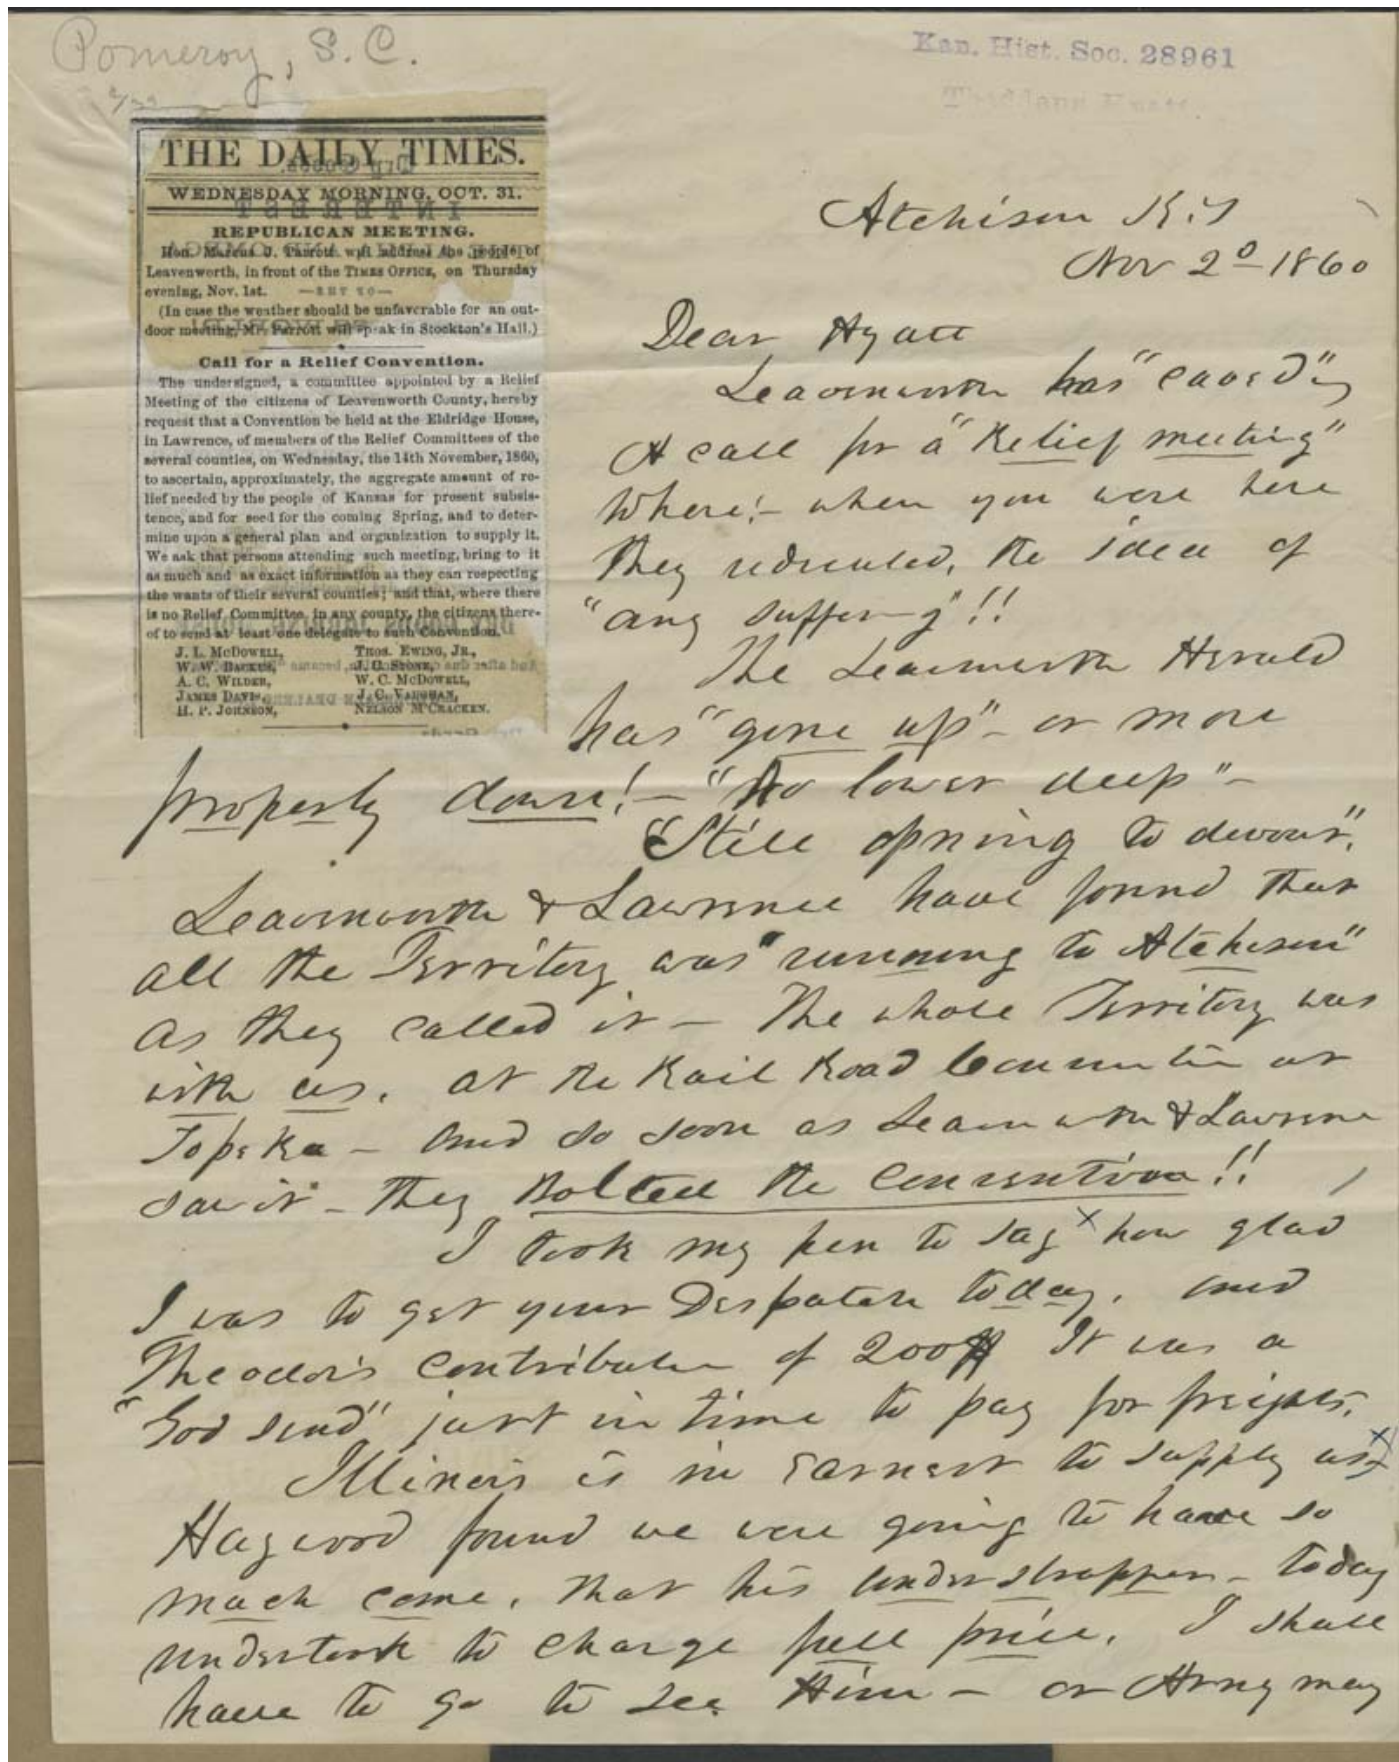 Pomeroy, S. C.
Kan. Hist. Soc. 28961
Thaddeus Hyatt
THE DAILY TIMES.
WEDNESDAY MORNING, OCT. 31.
REPUBLICAN MEETING.
Hon. Marcus J. Parrott will address the people of
Leavenworth, in front of the TIMES OFFICE, on Thursday
evening, Nov. 1st.
(In case the weather should be unfavorable for an out-
door meeting, Mr. Parrott will speak in Stockton's Hall.)
Call for a Relief Convention.
The undersigned, a committee appointed by a Relief
Meeting of the citizens of Leavenworth County, hereby
request that a Convention be held at the Eldridge House,
in Lawrence, of members of the Relief Committees of the
several counties, on Wednesday, the 14th November, 1860,
to ascertain, approximately, the aggregate amount of re-
lief needed by the people of Kansas for present subsis-
tence, and for seed for the coming Spring, and to deter-
mine upon a general plan and organization to supply it.
We ask that persons attending such meeting, bring to it
as much and as exact information as they can respecting
the wants of their several counties; and that, where there
is no Relief Committee in any county, the citizens there-
of to send at least one delegate to such Convention.
J. L. McDOWELL, THOS. EWING, JR.,
W. W. BACKUS, J. C. STONE,
A. C. WILDER, W. C. McDOWELL,
JAMES DAVIS, J. C. VAUGHAN,
H. P. JOHNSON, NELSON McCRACKEN.
Atchison K.T
Nov 2d 1860
Dear Hyatt
Leavenworth has "caved" in
A call for a "Relief meeting"
Where! - when you were here
they rediculed, the idea of
"any suffering"!!
The Leavenworth Herald
has "gone up" - or more
properly down! - "No lower deep" -
"Still opning to devour".
Leavenworth & Lawrence have found that
all the Territory was "running to Atchison"
as they called it - The whole Territory was
with us. at the Rail Road Convention at
Topeka - And so soon as Leavenworth & Lawrence
saw it - They Bolted the Convention!!
I took my pen to say how glad
I was to get your Despatch today. and
Theodor's contribution of 200$ It was a
"God send" just in time to pay for freights.
Illinois is in earnest to supply us
Haywood found we were going to have so
much come, that his understrapper - today
undertook to charge full price. I shall
have to go to see Him - or Army may